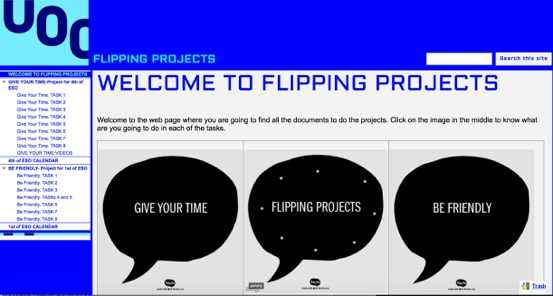 UOC
FLIPPING PROJECTS
Search this site
WELCOME TO FLIPPING PROJECTS
GIVE YOUR TIME-Project for 4th of
ESO
Give Your Time. TASK 1
Give Your Time. TASK 2
Give Your Time. TASK 3
Give Your Time. TASK 4
Give Your Time. TASK 5
Give Your Time. TASK 6
Give Your Time. TASK 7
Give Your Time. TASK 8
GIVE YOUR TIME:VIDEOS
4th of ESO CALENDAR
BE FRIENDLY- Project for 1st of ESO
Be Friendly. TASK 1
Be Friendly. TASK 2
Be Friendly. TASK 3
Be Friendly. TASKs 4 and 5
Be Friendly. TASK 6
Be Friendly. TASK 7
Be Friendly. TASK 8
1st of ESO CALENDAR
WELCOME TO FLIPPING PROJECTS
Welcome to the web page where you are going to find all the documents to do the projects. Click on the image in the middle to know what
are you going to do in each of the tasks.
GIVE YOUR TIME
FLIPPING PROJECTS
BE FRIENDLY
Tradu